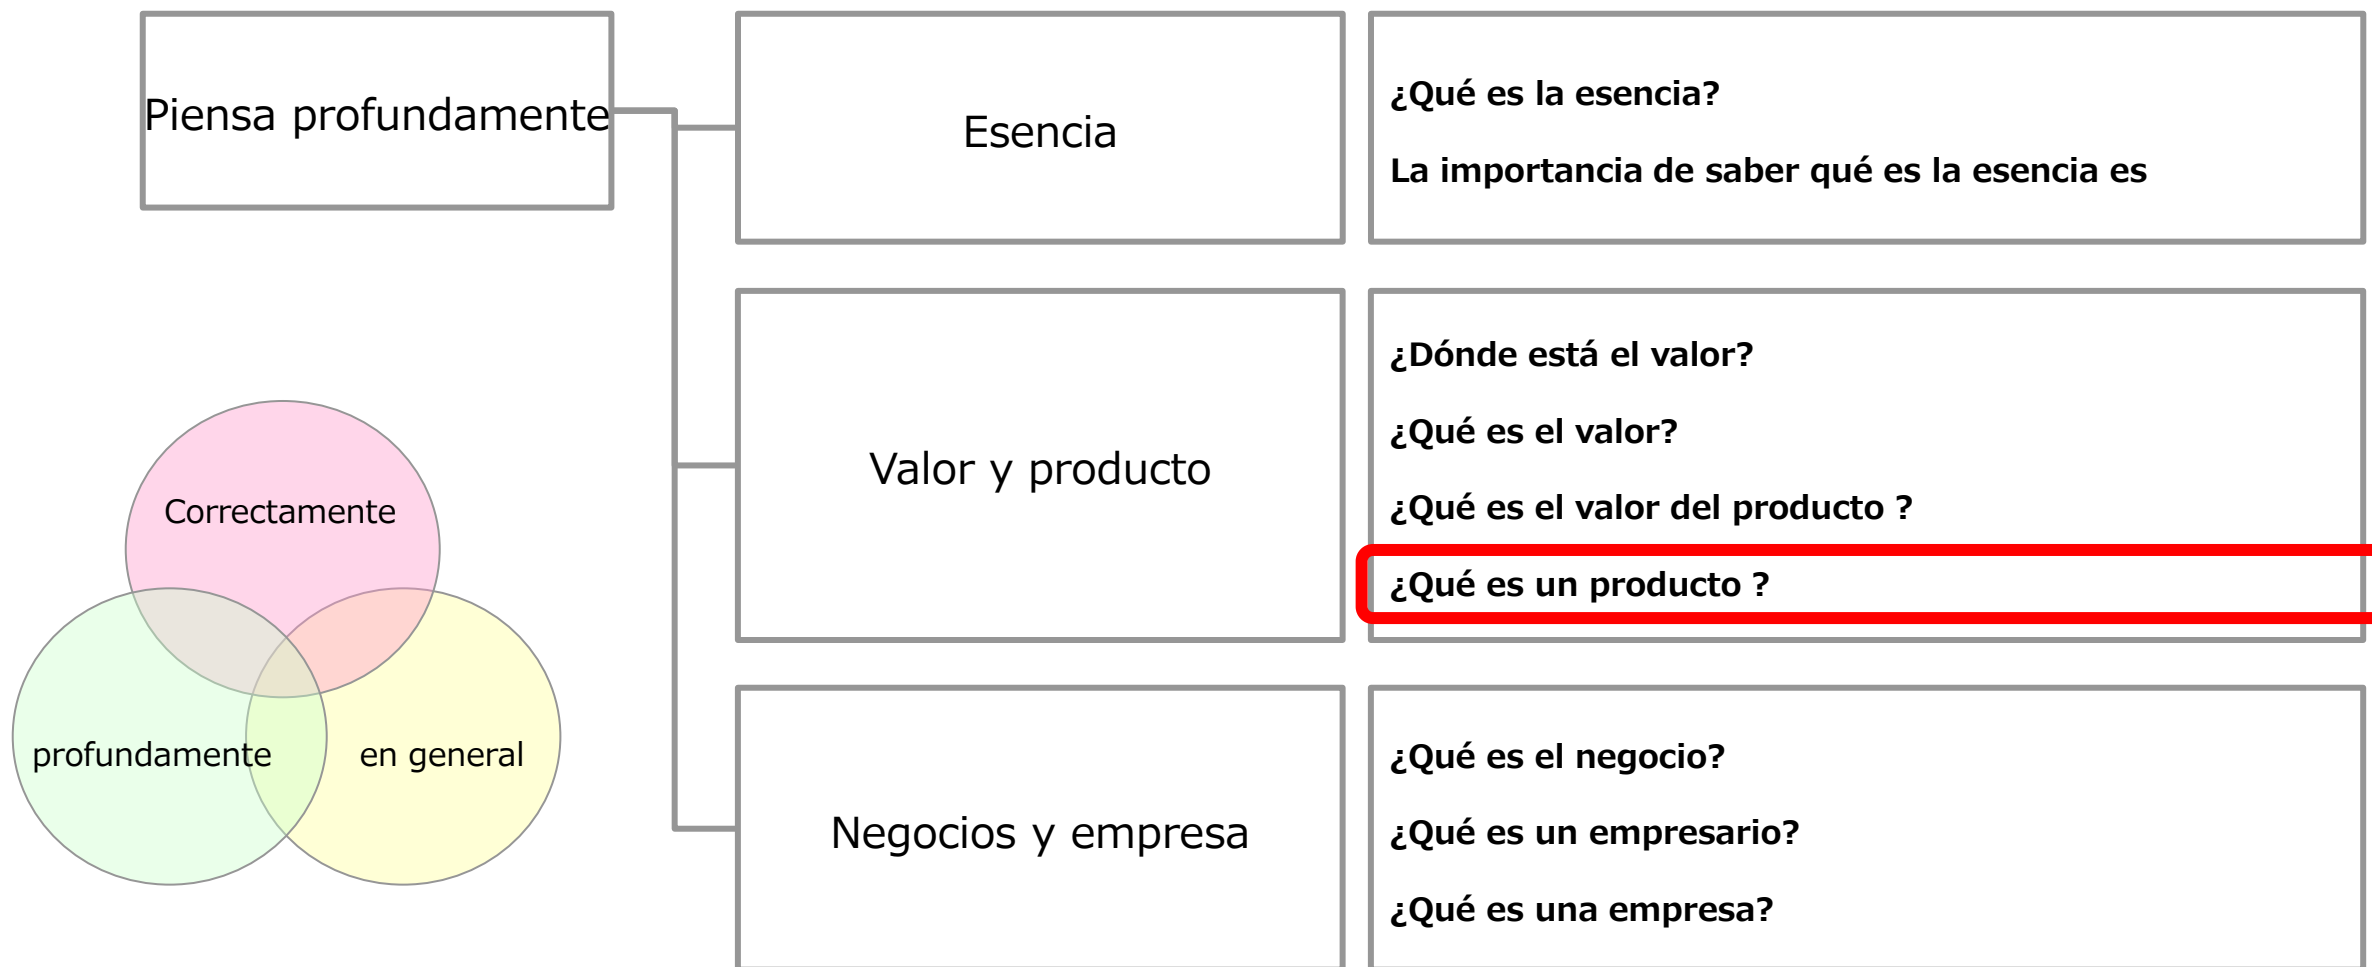 Piensa profundamente
Esencia
¿Qué es la esencia?
La importancia de saber qué es la esencia es
Valor y producto
¿Dónde está el valor?
¿Qué es el valor?
¿Qué es el valor del producto ?
¿Qué es un producto ?
Negocios y empresa
¿Qué es el negocio?
¿Qué es un empresario?
¿Qué es una empresa?
Correctamente
profundamente
en general